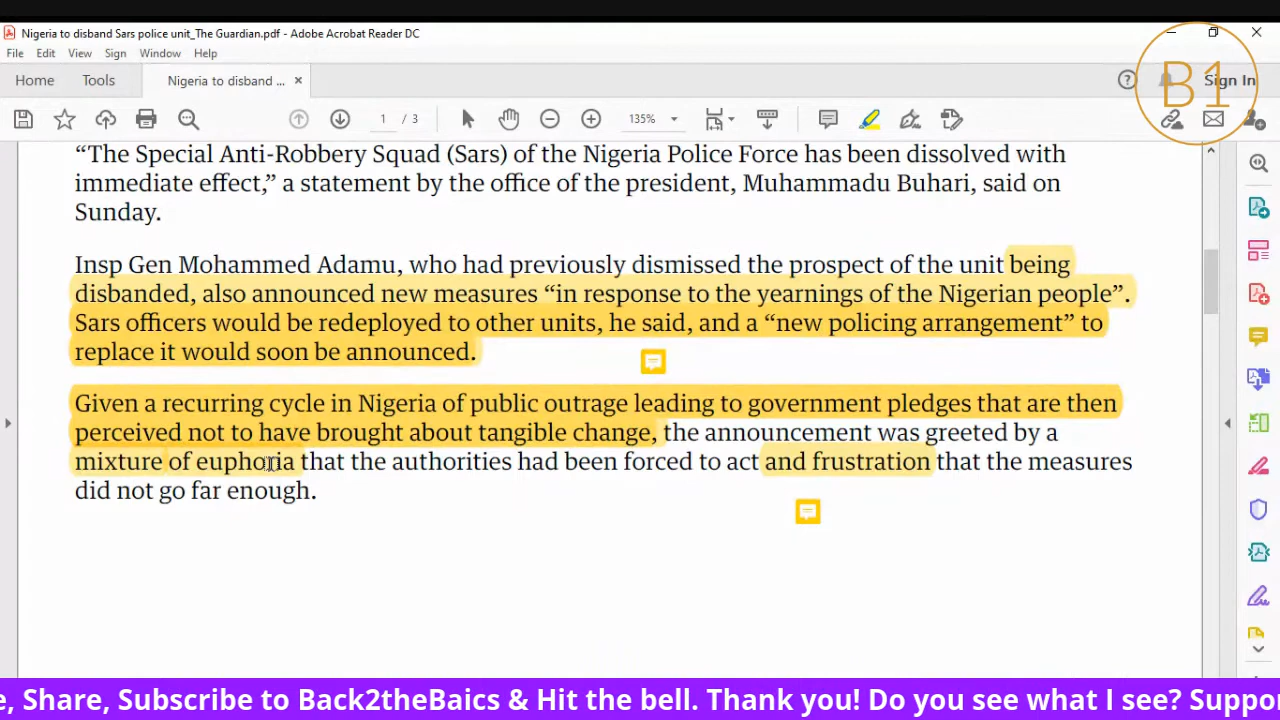 Nigeria to disband Sars police unit_The Guardian.pdf - Adobe Acrobat Reader DC
File Edit View Sign Window Help
Home Tools Nigeria to disband ... × Sign In
B1
1 / 3 135%
“The Special Anti-Robbery Squad (Sars) of the Nigeria Police Force has been dissolved with
immediate effect,” a statement by the office of the president, Muhammadu Buhari, said on
Sunday.
Insp Gen Mohammed Adamu, who had previously dismissed the prospect of the unit being
disbanded, also announced new measures “in response to the yearnings of the Nigerian people”.
Sars officers would be redeployed to other units, he said, and a “new policing arrangement” to
replace it would soon be announced.
Given a recurring cycle in Nigeria of public outrage leading to government pledges that are then
perceived not to have brought about tangible change, the announcement was greeted by a
mixture of euphoria that the authorities had been forced to act and frustration that the measures
did not go far enough.
e, Share, Subscribe to Back2theBaics & Hit the bell. Thank you! Do you see what I see? Suppo